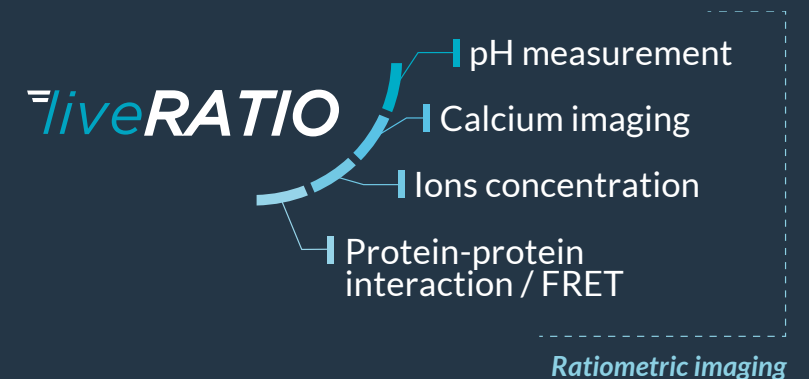 liveRATIO
pH measurement
Calcium imaging
Ions concentration
Protein-protein
interaction / FRET
Ratiometric imaging